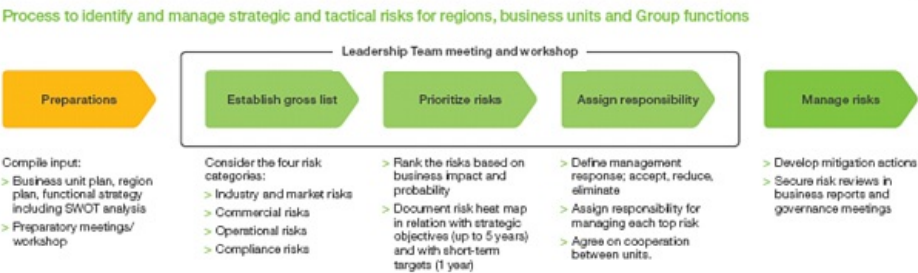 Process to identify and manage strategic and tactical risks for regions, business units and Group functions
Leadership Team meeting and workshop
Preparations
Establish gross list
Prioritize risks
Assign responsibility
Manage risks
Compile input:
> Business unit plan, region
plan, functional strategy
including SWOT analysis
> Preparatory meetings/
workshop
Consider the four risk
categories:
> Industry and market risks
> Commercial risks
> Operational risks
> Compliance risks
> Rank the risks based on
business impact and
probability
> Document risk heat map
in relation with strategic
objectives (up to 5 years)
and with short-term
targets (1 year)
> Define management
response; accept, reduce,
eliminate
> Assign responsibility for
managing each top risk
> Agree on cooperation
between units.
> Develop mitigation actions
> Secure risk reviews in
business reports and
governance meetings